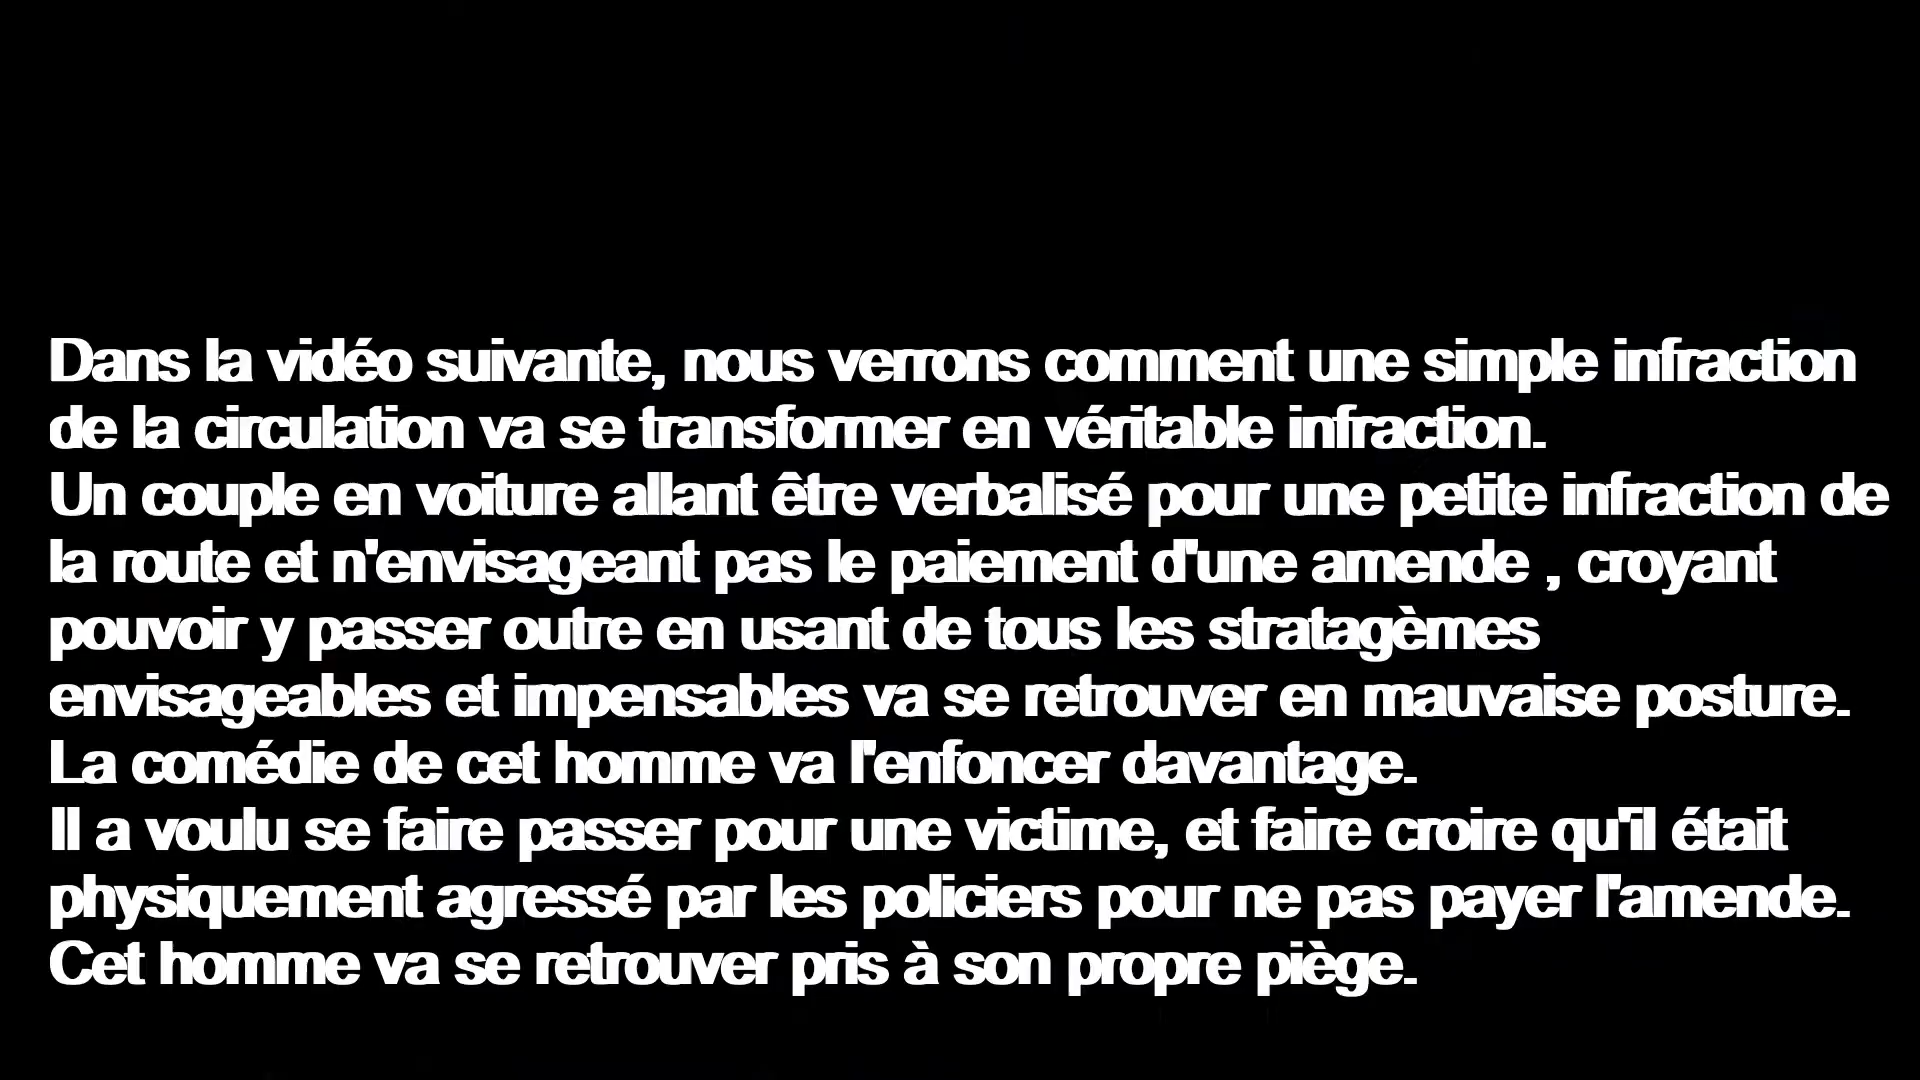 Dans la vidéo suivante, nous verrons comment une simple infraction
de la circulation va se transformer en véritable infraction.
Un couple en voiture allant être verbalisé pour une petite infraction de
la route et n'envisageant pas le paiement d'une amende , croyant
pouvoir y passer outre en usant de tous les stratagèmes
envisageables et impensables va se retrouver en mauvaise posture.
La comédie de cet homme va l'enfoncer davantage.
Il a voulu se faire passer pour une victime, et faire croire qu'il était
physiquement agressé par les policiers pour ne pas payer l'amende.
Cet homme va se retrouver pris à son propre piège.